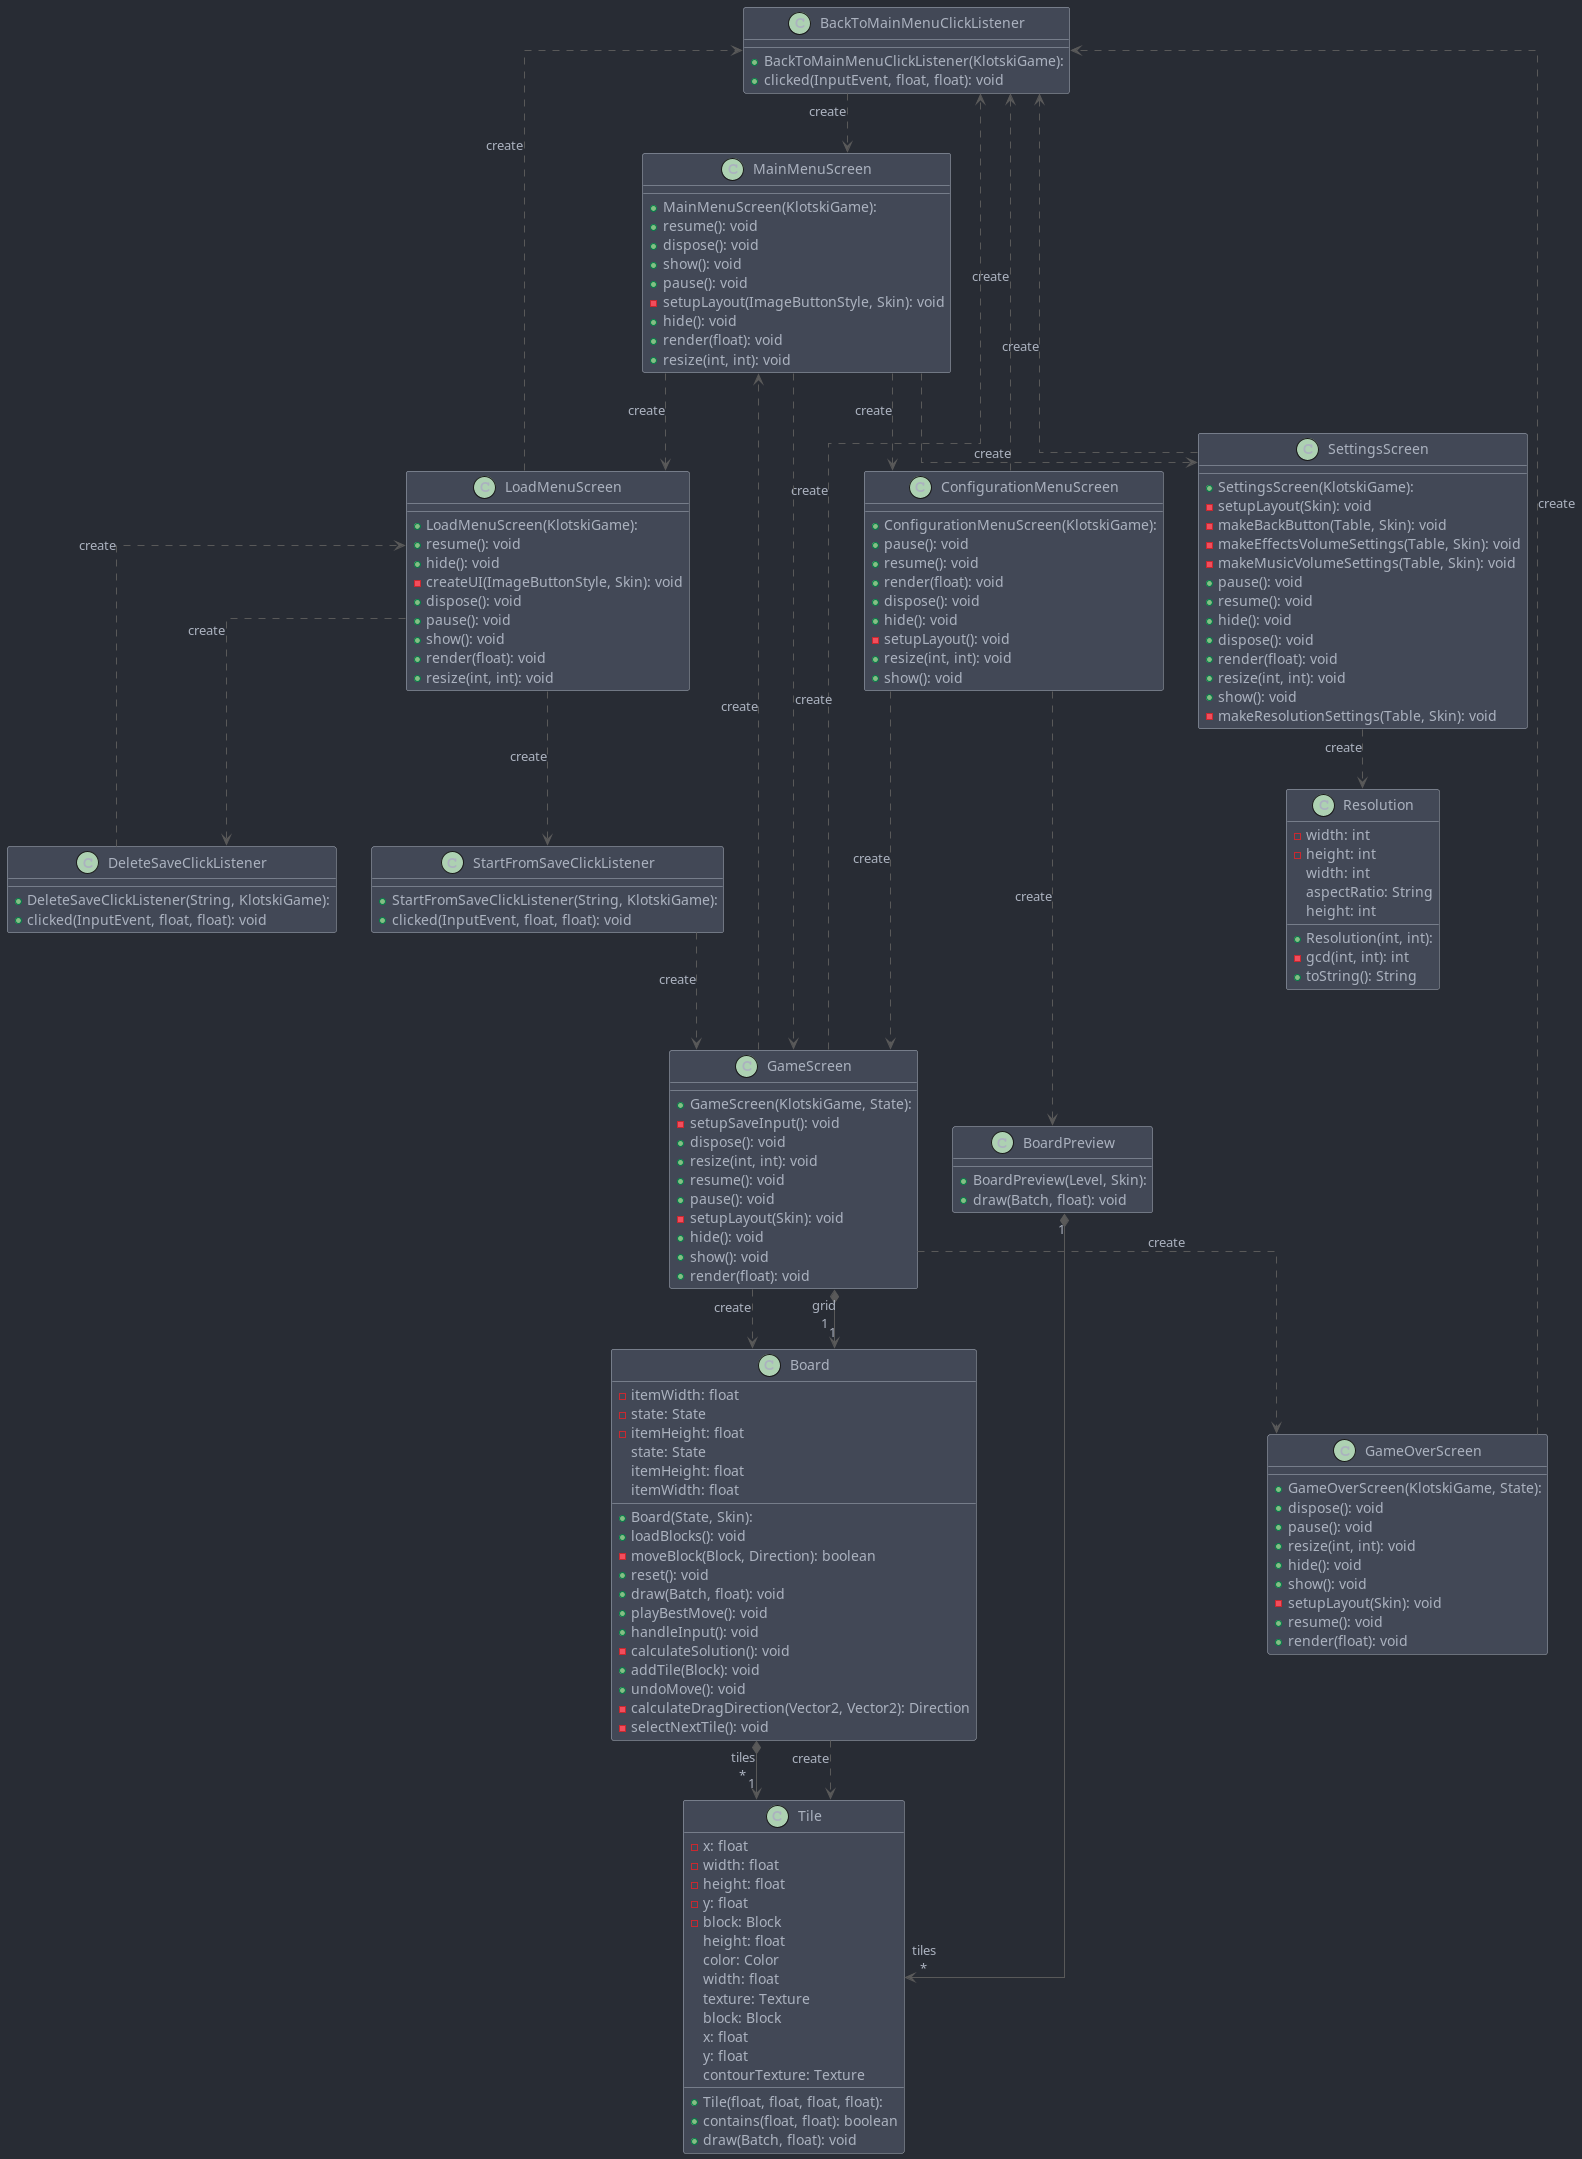 C BackToMainMenuClickListener
BackToMainMenuClickListener(KlotskiGame):
clicked(InputEvent, float, float): void
create
create
C MainMenuScreen
MainMenuScreen(KlotskiGame):
resume(): void
dispose(): void
show(): void
pause(): void
setupLayout(ImageButtonStyle, Skin): void
hide(): void
render(float): void
resize(int, int): void
create
create
create
create
create
create
create
C LoadMenuScreen
LoadMenuScreen(KlotskiGame):
resume(): void
hide(): void
createUI(ImageButtonStyle, Skin): void
dispose(): void
pause(): void
show(): void
render(float): void
resize(int, int): void
C ConfigurationMenuScreen
ConfigurationMenuScreen(KlotskiGame):
pause(): void
resume(): void
render(float): void
dispose(): void
hide(): void
setupLayout(): void
resize(int, int): void
show(): void
C SettingsScreen
SettingsScreen(KlotskiGame):
setupLayout(Skin): void
makeBackButton(Table, Skin): void
makeEffectsVolumeSettings(Table, Skin): void
makeMusicVolumeSettings(Table, Skin): void
pause(): void
resume(): void
hide(): void
dispose(): void
render(float): void
resize(int, int): void
show(): void
makeResolutionSettings(Table, Skin): void
create
create
create
create
create
create
C Resolution
width: int
height: int
width: int
aspectRatio: String
height: int
Resolution(int, int):
gcd(int, int): int
toString(): String
C DeleteSaveClickListener
DeleteSaveClickListener(String, KlotskiGame):
clicked(InputEvent, float, float): void
C StartFromSaveClickListener
StartFromSaveClickListener(String, KlotskiGame):
clicked(InputEvent, float, float): void
create
create
create
create
C GameScreen
GameScreen(KlotskiGame, State):
setupSaveInput(): void
dispose(): void
resize(int, int): void
resume(): void
pause(): void
setupLayout(Skin): void
hide(): void
show(): void
render(float): void
C BoardPreview
BoardPreview(Level, Skin):
draw(Batch, float): void
1
create
create
grid
1
1
C Board
itemWidth: float
state: State
itemHeight: float
state: State
itemHeight: float
itemWidth: float
Board(State, Skin):
loadBlocks(): void
moveBlock(Block, Direction): boolean
reset(): void
draw(Batch, float): void
playBestMove(): void
handleInput(): void
calculateSolution(): void
addTile(Block): void
undoMove(): void
calculateDragDirection(Vector2, Vector2): Direction
selectNextTile(): void
C GameOverScreen
GameOverScreen(KlotskiGame, State):
dispose(): void
pause(): void
resize(int, int): void
hide(): void
show(): void
setupLayout(Skin): void
resume(): void
render(float): void
tiles
*
1
create
C Tile
x: float
width: float
height: float
y: float
block: Block
height: float
color: Color
width: float
texture: Texture
block: Block
x: float
y: float
contourTexture: Texture
Tile(float, float, float, float):
contains(float, float): boolean
draw(Batch, float): void
tiles
*